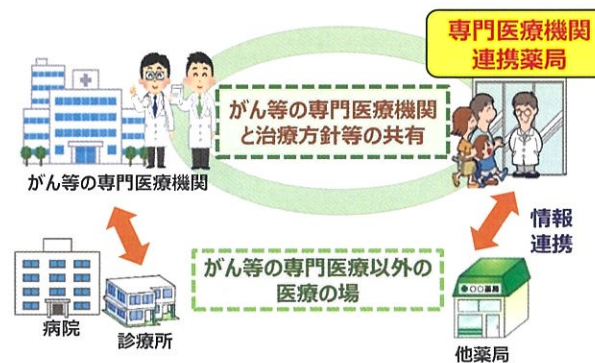 専門医療機関
連携薬局
がん等の専門医療機関
と治療方針等の共有
がん等の専門医療機関
情報
連携
がん等の専門医療以外の
医療の場
○○薬局
病院
診療所
他薬局